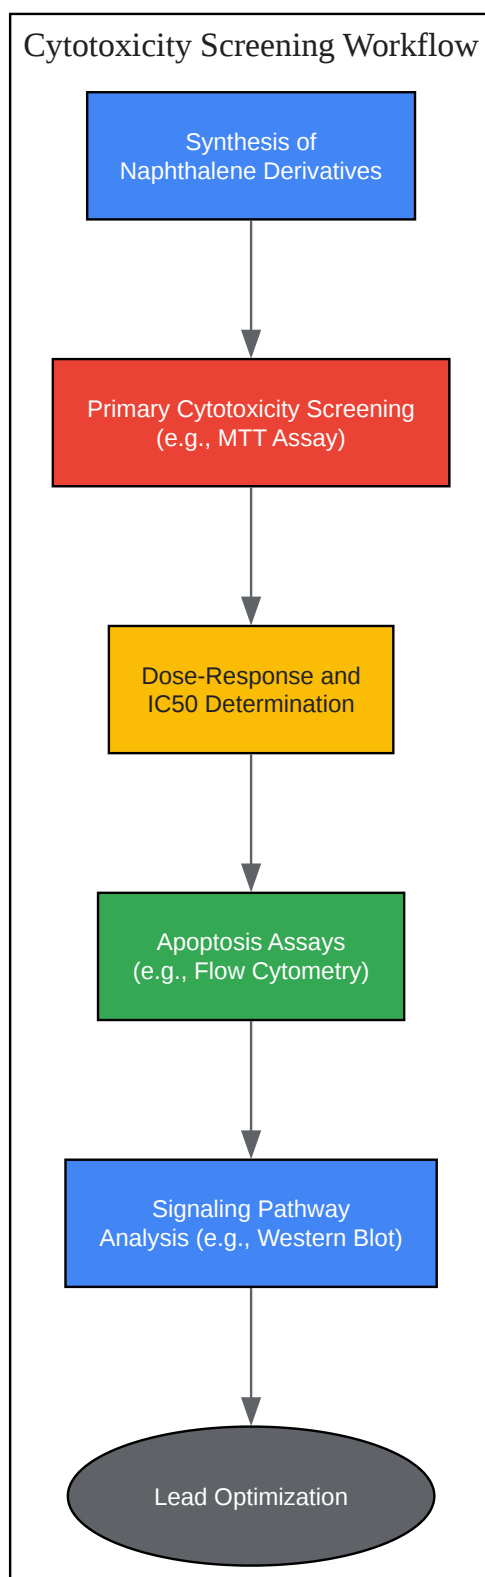 Cytotoxicity Screening Workflow
Synthesis of
Naphthalene Derivatives
Primary Cytotoxicity Screening
(e.g., MTT Assay)
Dose-Response and
IC50 Determination
Apoptosis Assays
(e.g., Flow Cytometry)
Signaling Pathway
Analysis (e.g., Western Blot)
Lead Optimization